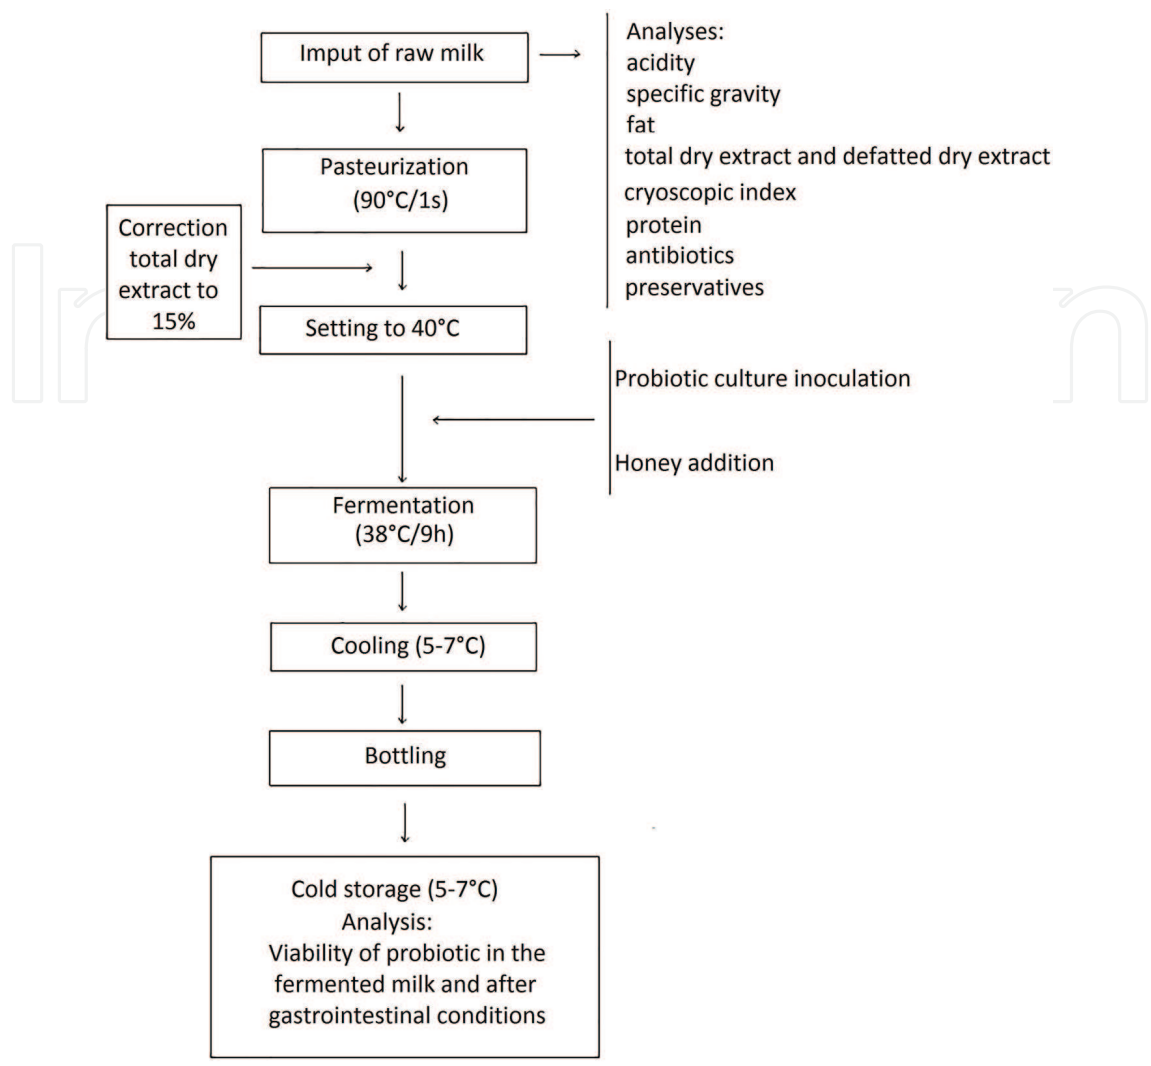 Imput of raw milk
Analyses:
acidity
specific gravity
fat
total dry extract and defatted dry extract
cryoscopic index
protein
antibiotics
preservatives
Pasteurization
(90°C/1s)
Correction
total dry
extract to
15%
Setting to 40°C
Probiotic culture inoculation
Honey addition
Fermentation
(38°C/9h)
Cooling (5-7°C)
Bottling
Cold storage (5-7°C)
Analysis:
Viability of probiotic in the
fermented milk and after
gastrointestinal conditions